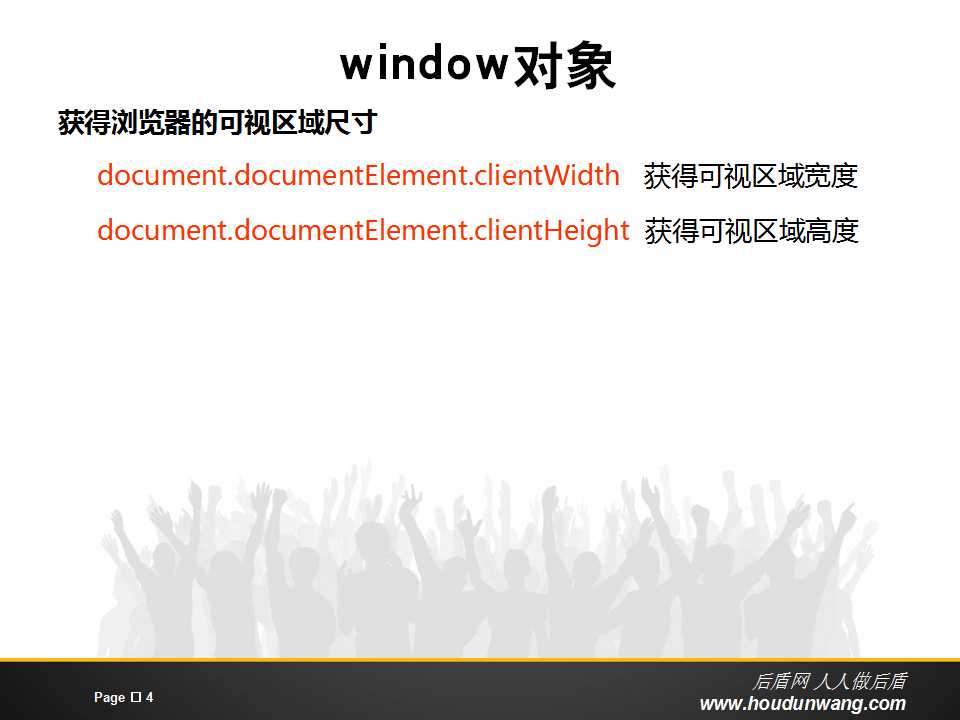 window对象
获得浏览器的可视区域尺寸
document.documentElement.clientWidth 获得可视区域宽度
document.documentElement.clientHeight 获得可视区域高度
后盾网 人人做后盾
Page □ 4
www.houdunwang.com